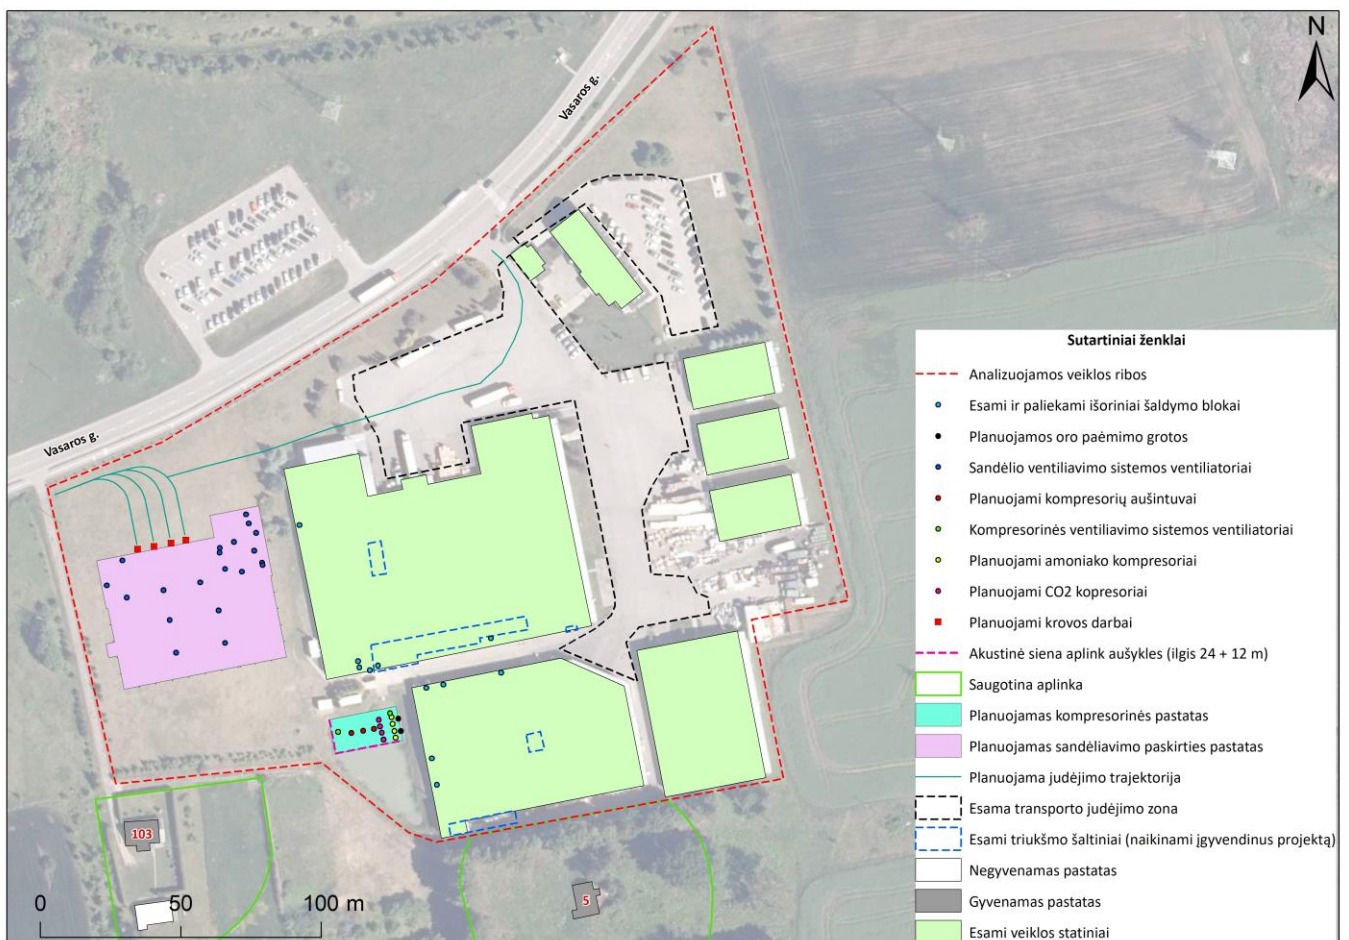 N
Vasaros g.
Vasaros g.
103
5
0 50 100 m
Sutartiniai ženklai
Analizuojamos veiklos ribos
Esami ir paliekami išoriniai šaldymo blokai
Planuojamos oro paėmimo grotos
Sandėlio ventiliavimo sistemos ventiliatoriai
Planuojami kompresorių aušintuvai
Kompresorinės ventiliavimo sistemos ventiliatoriai
Planuojami amoniako kompresoriai
Planuojami CO2 kopresoriai
Planuojami krovos darbai
Akustinė siena aplink aušykles (ilgis 24 + 12 m)
Saugotina aplinka
Planuojamas kompresorinės pastatas
Planuojamas sandėliavimo paskirties pastatas
Planuojama judėjimo trajektorija
Esama transporto judėjimo zona
Esami triukšmo šaltiniai (naikinami įgyvendinus projektą)
Negyvenamas pastatas
Gyvenamas pastatas
Esami veiklos statiniai